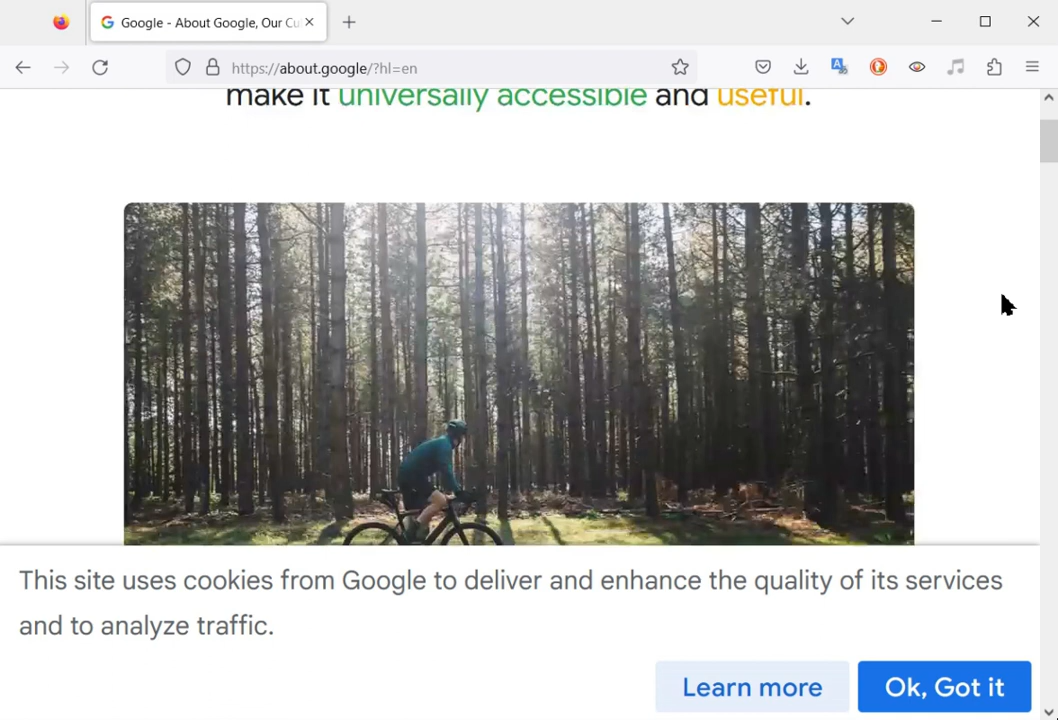 Google - About Google, Our Cu
https://about.google/?hl=en
make it universally accessible and useful.
This site uses cookies from Google to deliver and enhance the quality of its services
and to analyze traffic.
Learn more
Ok, Got it